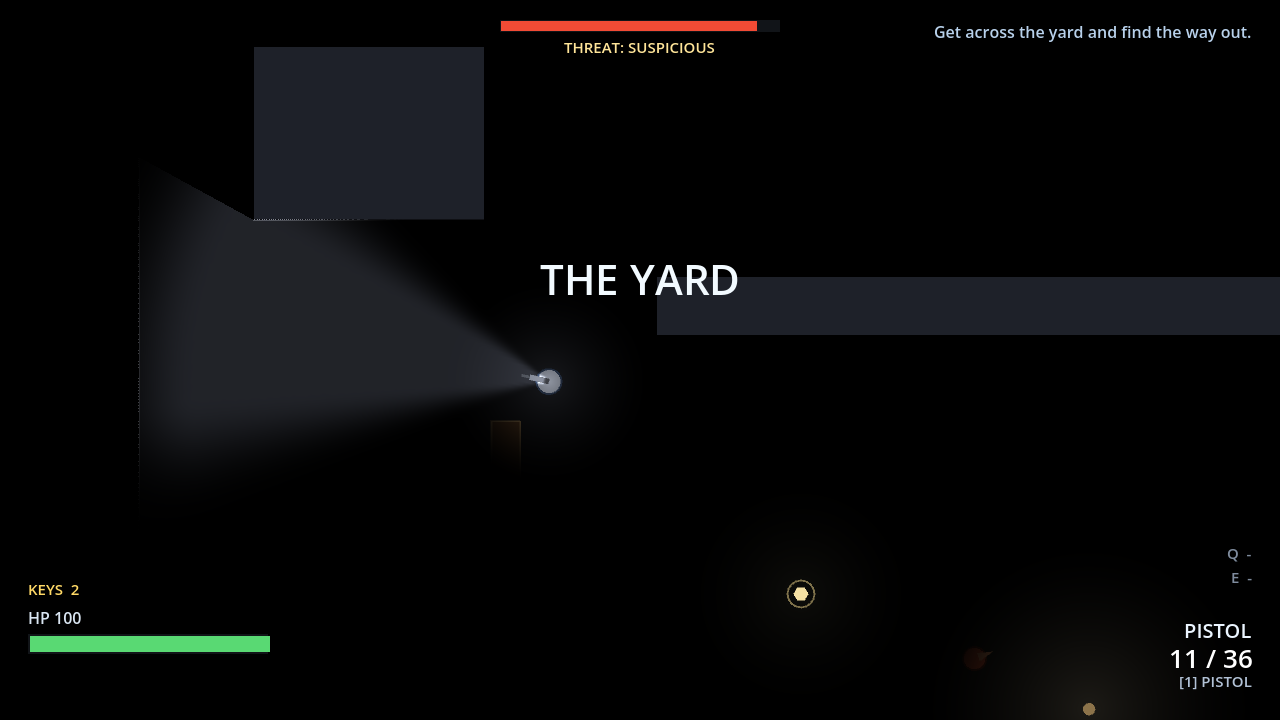 THREAT: SUSPICIOUS
Get across the yard and find the way out.
THE YARD
Q -
E -
KEYS 2
HP 100
PISTOL
11 / 36
[1] PISTOL